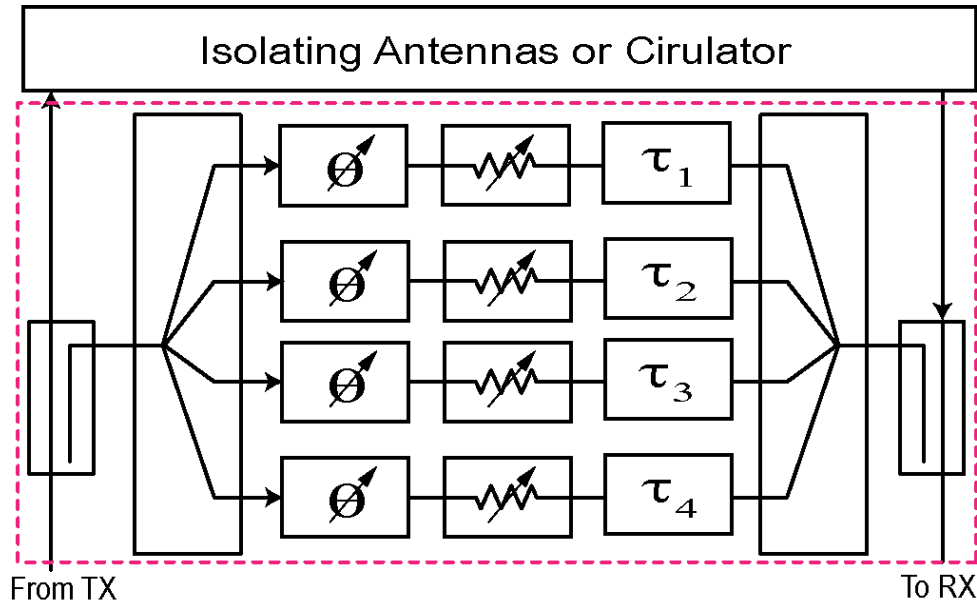 Isolating Antennas or Cirulator
θ τ1
θ τ2
θ τ3
θ τ4
From TX To RX